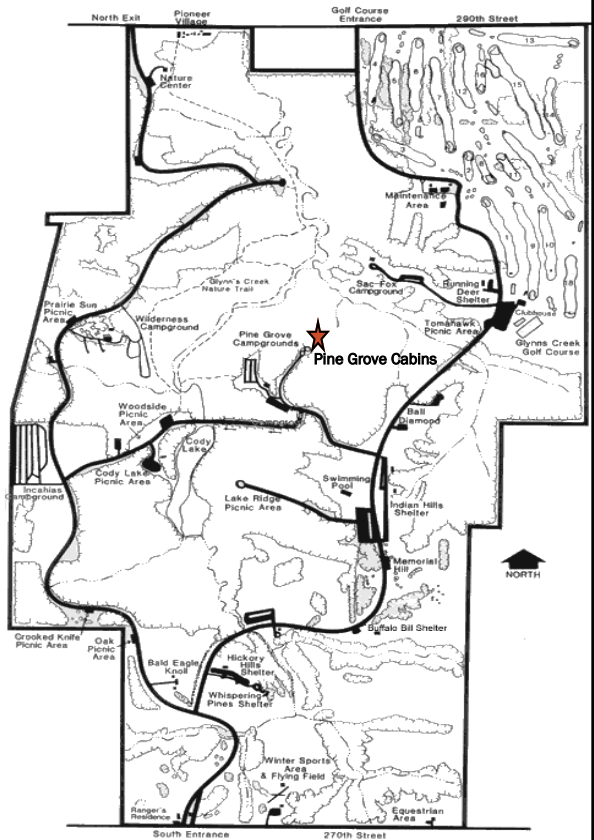 North Exit
Pioneer
Village
Golf Course
Entrance
290th Street
Nature
Center
Maintenance
Area
Glynn's Creek
Nature Trail
Sac-Fox
Campground
Running
Deer
Shelter
Clubhouse
Prairie Sun
Picnic
Area
Wilderness
Campground
Tomahawk
Picnic Area
Glynns Creek
Golf Course
Pine Grove
Campgrounds
Pine Grove Cabins
Woodside
Picnic
Area
Ball
Diamond
Cody
Lake
Cody Lake
Picnic Area
Incahias
Campground
Swimming
Pool
Lake Ridge
Picnic Area
Indian Hills
Shelter
Memorial
Hill
NORTH
Crooked Knife
Picnic Area
Oak
Picnic
Area
Buffalo Bill Shelter
Bald Eagle
Knoll
Hickory
Hills
Shelter
Whispering
Pines Shelter
Winter Sports
Area
& Flying Field
Ranger's
Residence
Equestrian
Area
South Entrance
270th Street